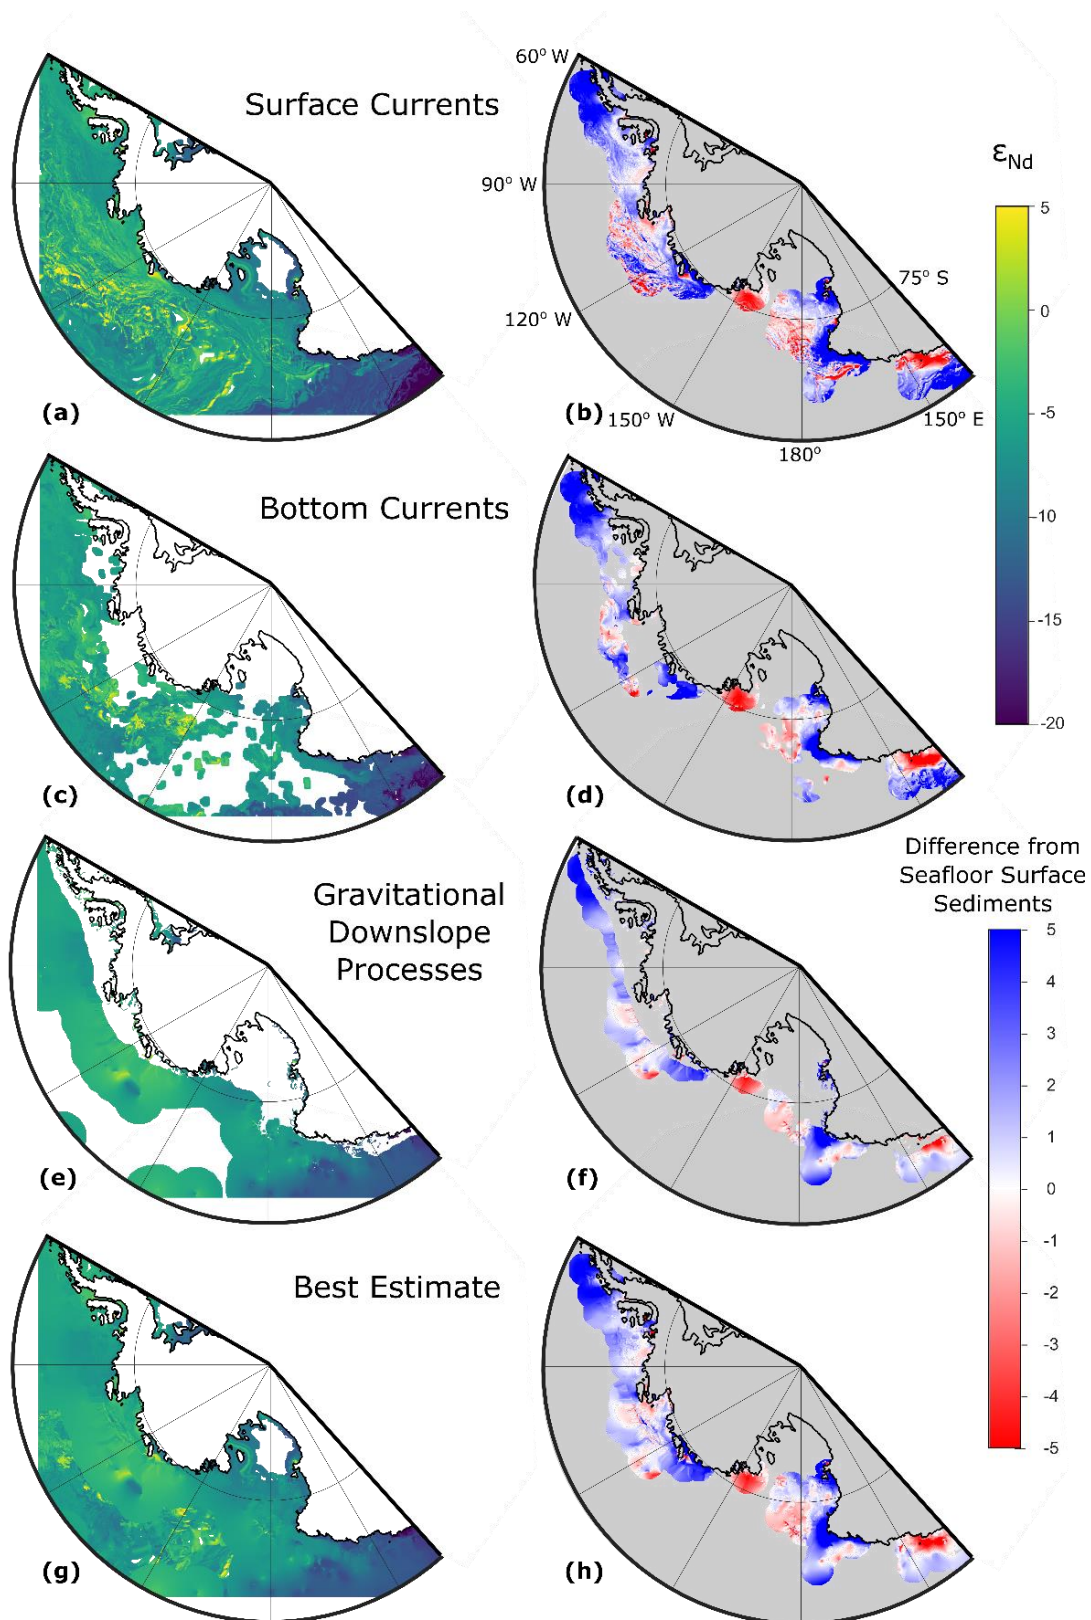 Surface Currents
(a)
60° W
90° W
120° W
150° W
180°
150° E
75° S
(b)
εNd
5
0
-5
-10
-15
-20
Bottom Currents
(c)
(d)
Gravitational
Downslope
Processes
(e)
(f)
Difference from
Seafloor Surface
Sediments
5
4
3
2
1
0
-1
-2
-3
-4
-5
Best Estimate
(g)
(h)